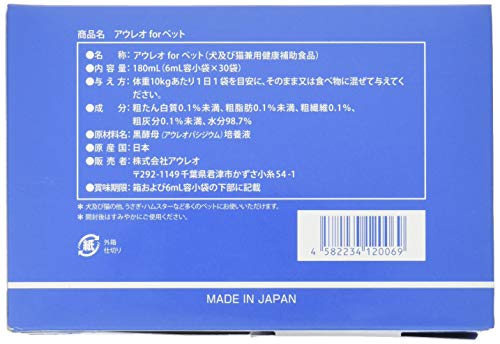 商品名 アウレオ forペット
●名 称:アウレオ forペット(犬及び猫兼用健康補助食品)
●内 容 量:180mL(6mL容小袋×30袋)
●与 え 方:体重10kgあたり1日1袋を目安に、そのまま又は食べ物に混ぜて与えて
ください。
●成 分:粗たん白質0.1%未満、粗脂肪0.1%未満、粗繊維0.1%、
粗灰分0.1%未満、水分98.7%
●原材料名:黒酵母(アウレオバシジウム)培養液
●原 産 国:日本
●販 売 者:株式会社アウレオ
〒292-1149千葉県君津市かずさ小糸54-1
●賞味期限:箱および6mL容小袋の下部に記載
*犬及び猫の他、うさぎ・ハムスターなど多くのペットにお使いいただけます。
*開封後はすみやかにご使用ください。
紙
外箱
仕切り
4 582234 120069
MADE IN JAPAN